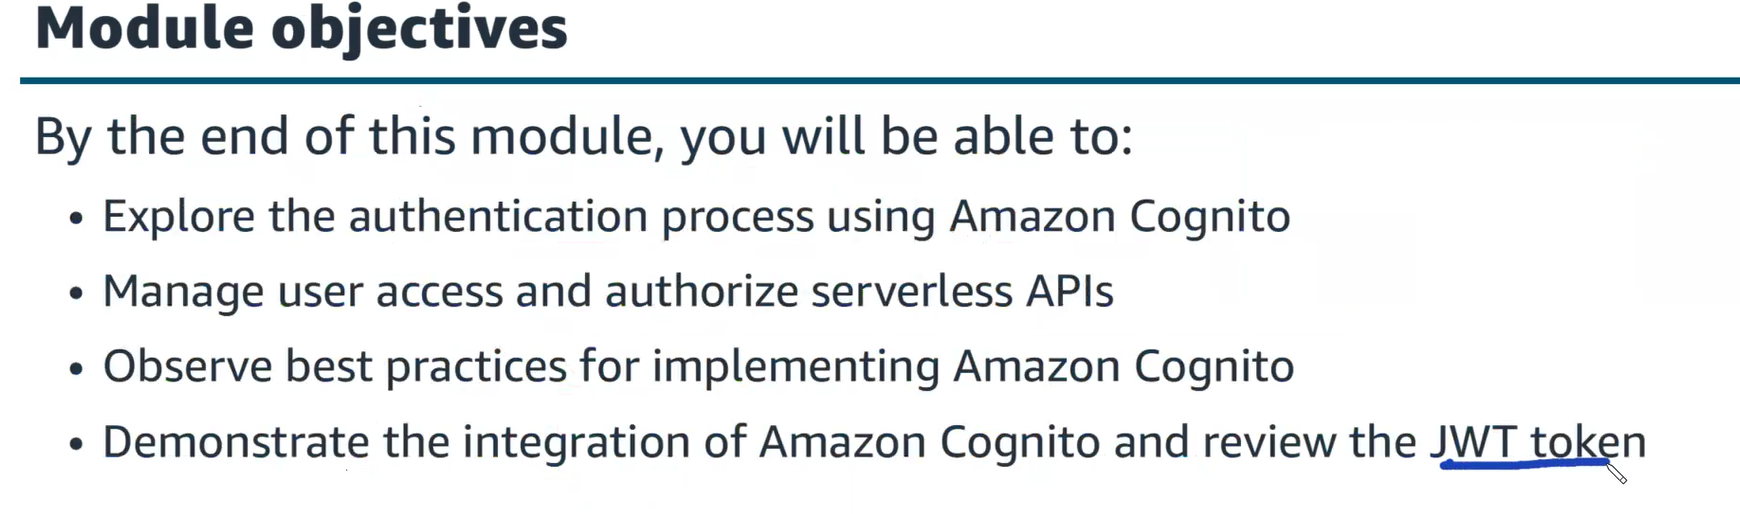 Module objectives
By the end of this module, you will be able to:
• Explore the authentication process using Amazon Cognito
• Manage user access and authorize serverless APIs
• Observe best practices for implementing Amazon Cognito
• Demonstrate the integration of Amazon Cognito and review the JWT token